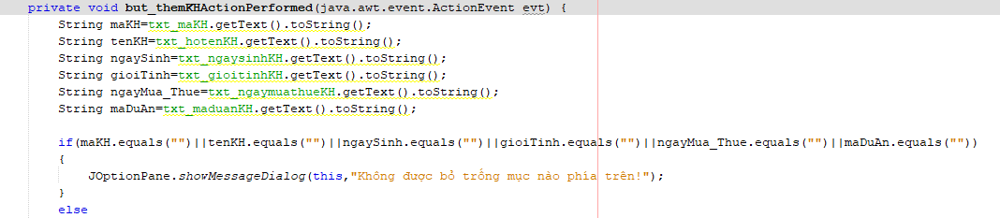 private void but_themKHActionPerformed(java.awt.event.ActionEvent evt) {
String maKH=txt_maKH.getText().toString();
String tenKH=txt_hotenKH.getText().toString();
String ngaySinh=txt_ngaysinhKH.getText().toString();
String gioiTinh=txt_gioitinhKH.getText().toString();
String ngayMua_Thue=txt_ngaymuathueKH.getText().toString();
String maDuAn=txt_maduanKH.getText().toString();
if(maKH.equals("")||tenKH.equals("")||ngaySinh.equals("")||gioiTinh.equals("")||ngayMua_Thue.equals("")||maDuAn.equals(""))
{
JOptionPane.showMessageDialog(this,"Không được bỏ trống mục nào phía trên!");
}
else